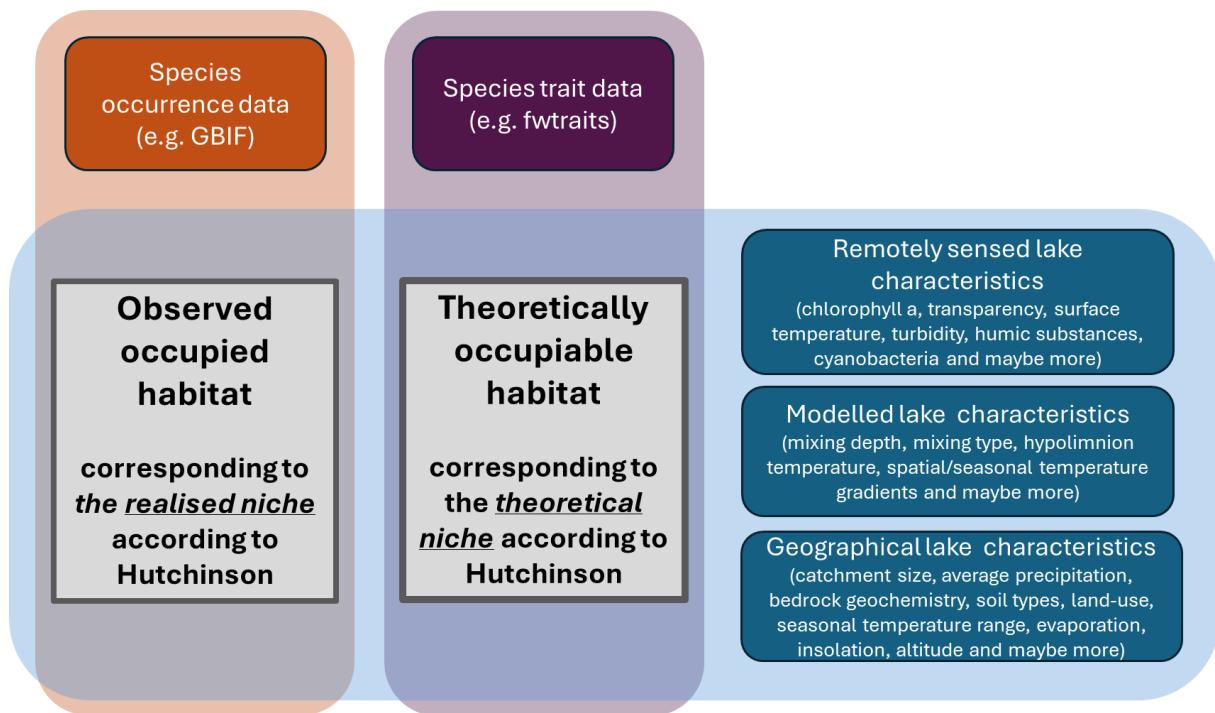 Species
occurrence data
(e.g. GBIF)
Species trait data
(e.g. fwtraits)
Observed
occupied
habitat
corresponding to
the realised niche
according to
Hutchinson
Theoretically
occupiable
habitat
corresponding to
the theoretical
niche according to
Hutchinson
Remotely sensed lake
characteristics
(chlorophyll a, transparency, surface
temperature, turbidity, humic substances,
cyanobacteria and maybe more)
Modelled lake characteristics
(mixing depth, mixing type, hypolimnion
temperature, spatial/seasonal temperature
gradients and maybe more)
Geographical lake characteristics
(catchment size, average precipitation,
bedrock geochemistry, soil types, land-use,
seasonal temperature range, evaporation,
insolation, altitude and maybe more)